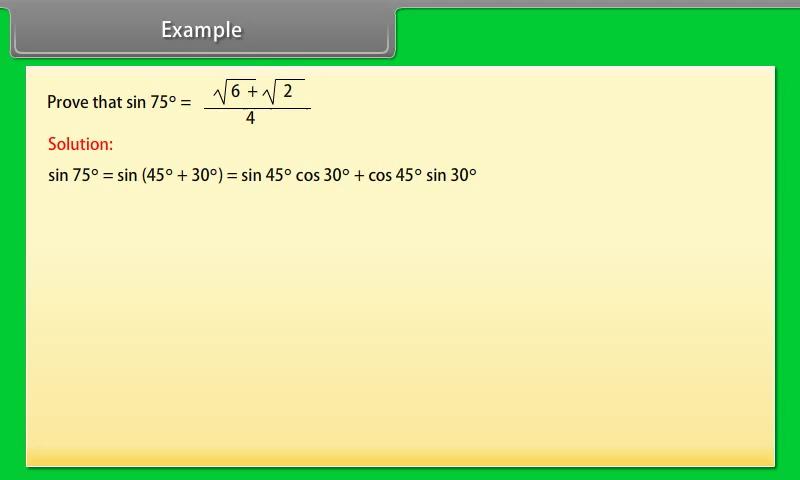 Example
Prove that sin 75° = (√6 + √2)/4
Solution:
sin 75° = sin (45° + 30°) = sin 45° cos 30° + cos 45° sin 30°